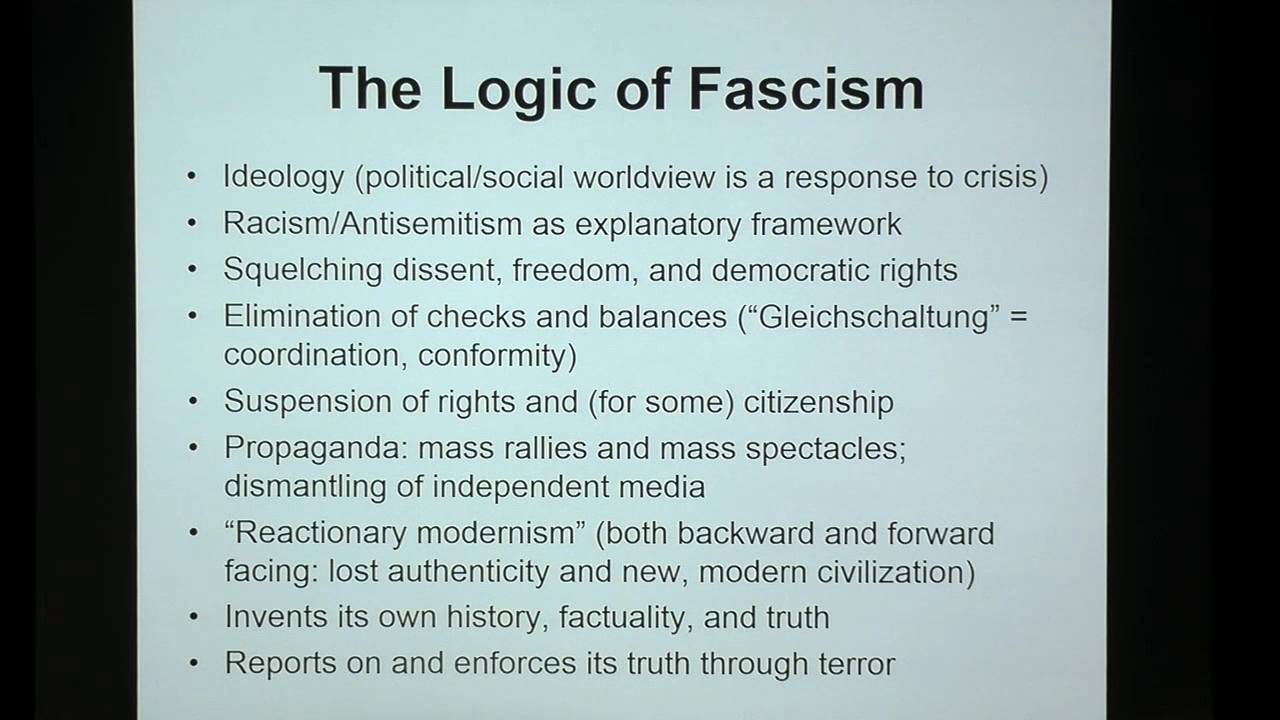 The Logic of Fascism
• Ideology (political/social worldview is a response to crisis)
• Racism/Antisemitism as explanatory framework
• Squelching dissent, freedom, and democratic rights
• Elimination of checks and balances (“Gleichschaltung” =
coordination, conformity)
• Suspension of rights and (for some) citizenship
• Propaganda: mass rallies and mass spectacles;
dismantling of independent media
• “Reactionary modernism” (both backward and forward
facing: lost authenticity and new, modern civilization)
• Invents its own history, factuality, and truth
• Reports on and enforces its truth through terror